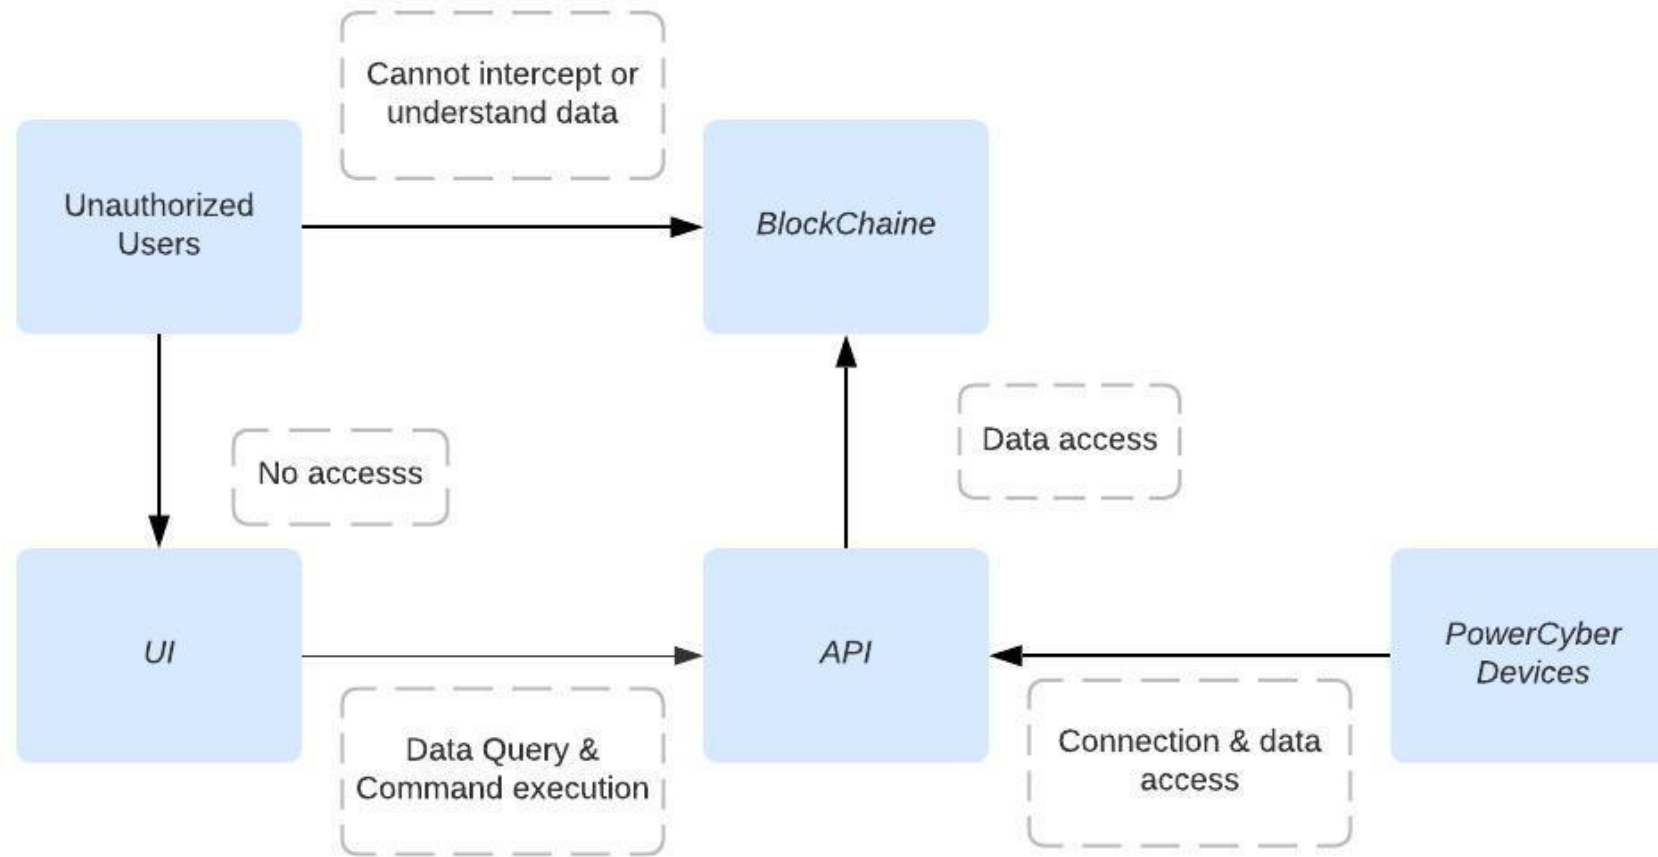 Cannot intercept or
understand data
Unauthorized
Users
BlockChaine
No accesss
Data access
UI
API
PowerCyber
Devices
Data Query &
Command execution
Connection & data
access